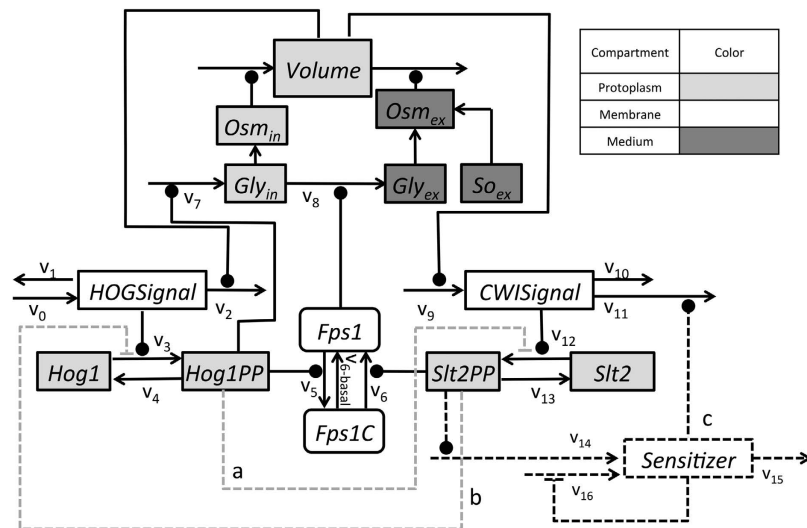 Compartment Color
Protoplasm
Membrane
Medium
Volume
Osm_in
Osm_ex
Gly_in
Gly_ex
So_ex
v_7
v_8
v_1
v_0
HOGSignal
v_2
v_9
CWISignal
v_10
v_11
v_3
Fps1
v_12
Hog1
Hog1PP
v_4
v_5
V_6-basal
v_6
Slt2PP
Slt2
v_13
Fps1C
a
b
c
v_14
Sensitizer
v_15
v_16